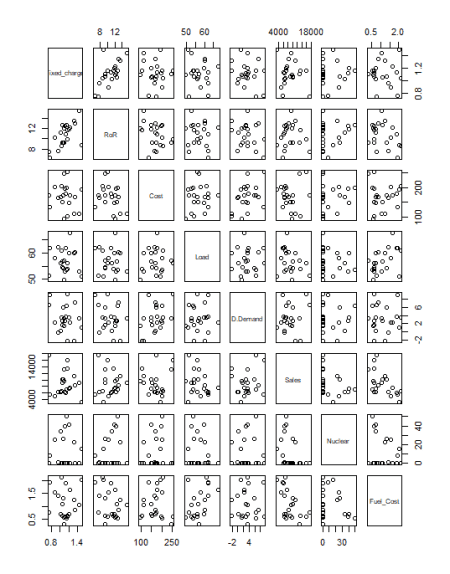 8 12
50 60
4000 18000
0.5 2.0
ixed_charge
0.8 1.2
8 12
RoR
Cost
100 200
50 60
Load
D.Demand
-2 2 6
4000 14000
Sales
Nuclear
0 20 40
0.5 1.5
Fuel_Cost
0.8 1.4
100 250
-2 4
0 30